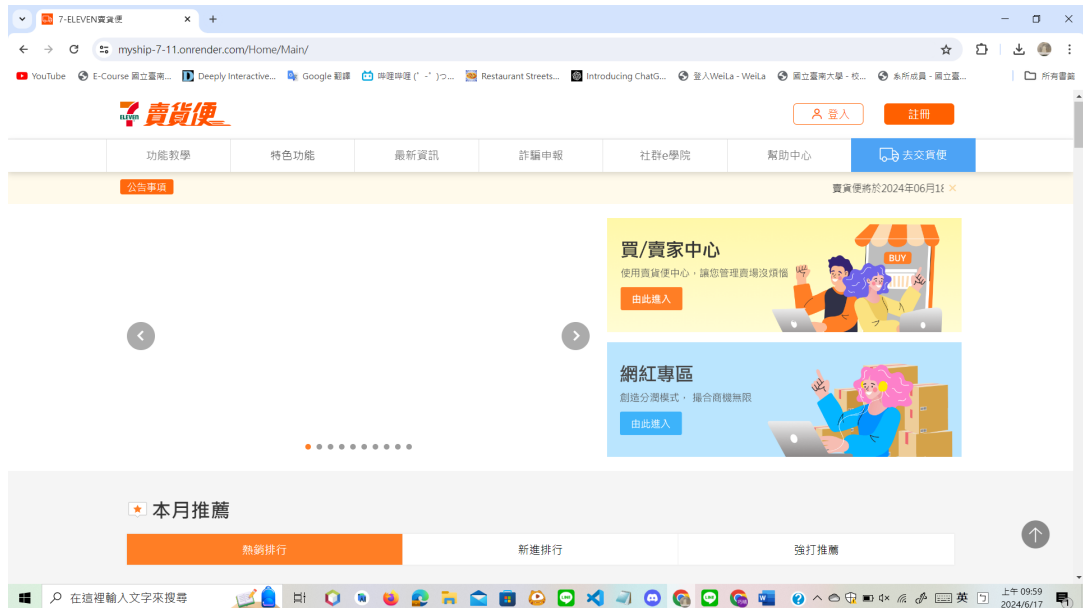 7-ELEVEN賣貨便
myship-7-11.onrender.com/Home/Main/
YouTube
E-Course 國立臺南...
Deeply Interactive...
Google 翻譯
嗶哩嗶哩 (゜-゜)つ...
Restaurant Streets...
Introducing ChatG...
登入WeiLa - WeiLa
國立臺南大學 - 校...
系所成員 - 國立臺...
所有書籤
ELEVEN
賣貨便
登入
註冊
功能教學
特色功能
最新資訊
詐騙申報
社群e學院
幫助中心
去交貨便
公告事項
賣貨便將於2024年06月18
買/賣家中心
使用賣貨便中心，讓您管理賣場沒煩惱
由此進入
BUY
網紅專區
創造分潤模式， 撮合商機無限
由此進入
本月推薦
熱銷排行
新進排行
強打推薦
在這裡輸入文字來搜尋
英
上午 09:59
2024/6/17